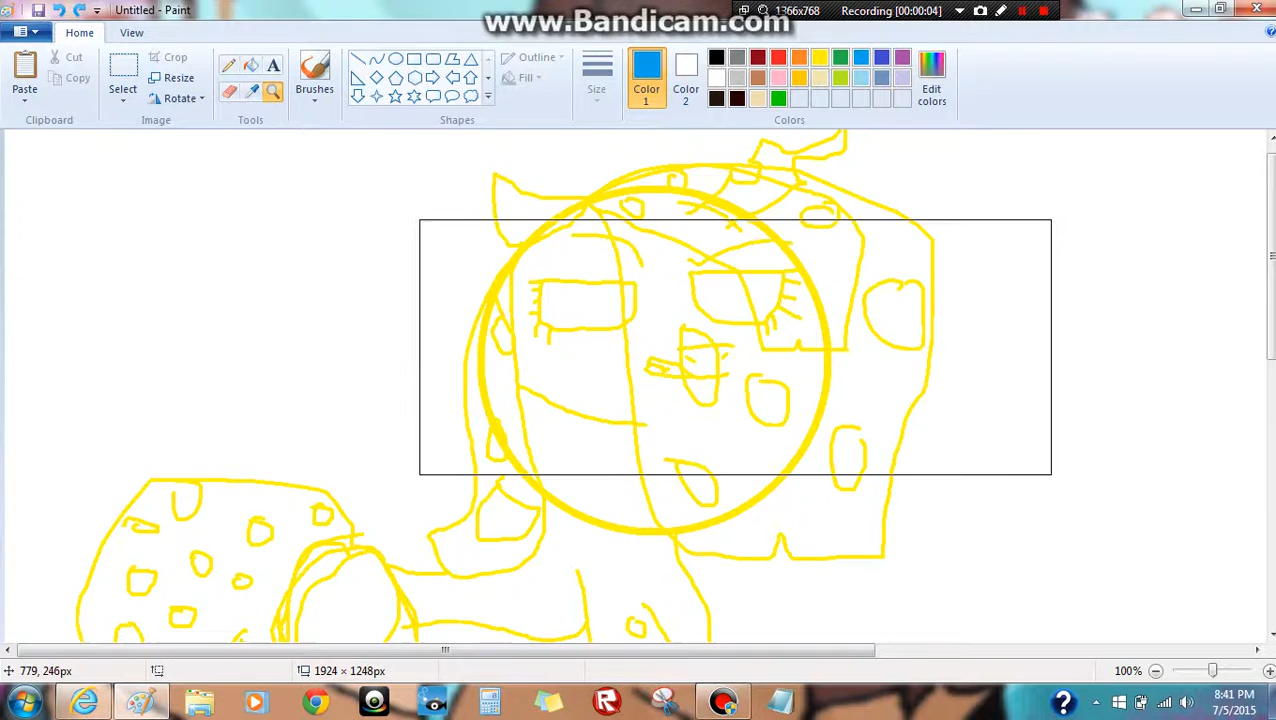 Untitled - Paint
www.Bandicam.com
1366x768
Recording [00:00:04]
Home
View
Paste
Cut
Copy
Clipboard
Select
Crop
Resize
Rotate
Image
A
Tools
Brushes
Outline
Fill
Shapes
Size
Color 1
Color 2
Edit colors
Colors
779, 246px
1924 × 1248px
100%
8:41 PM
7/5/2015